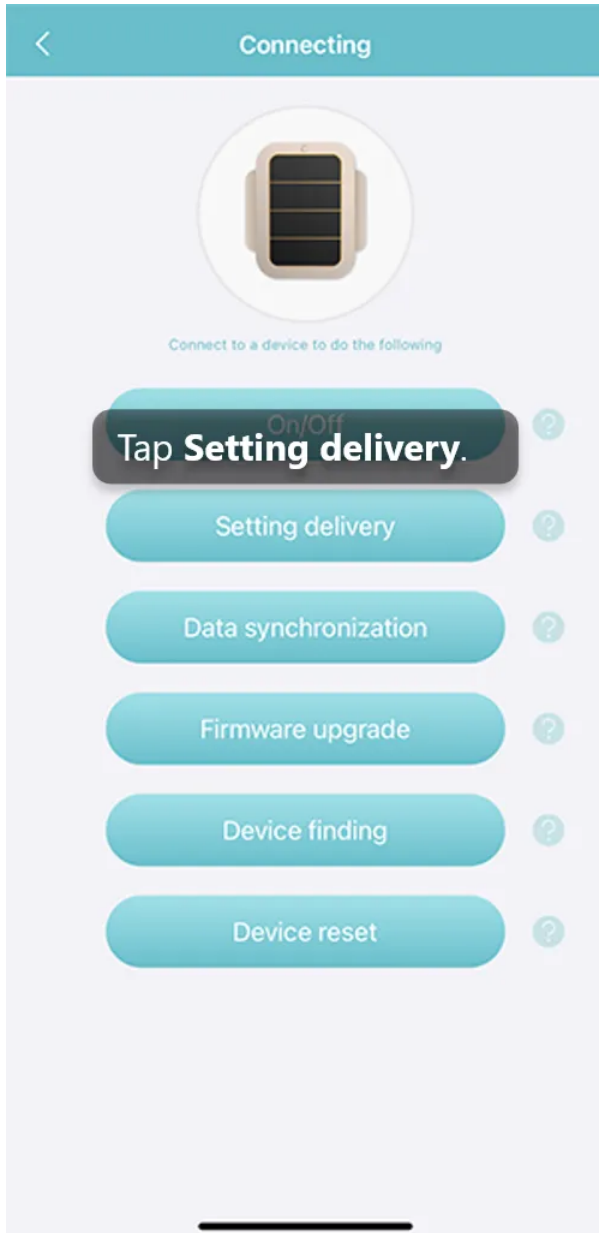 Connecting
Connect to a device to do the following
On/Off
Tap Setting delivery.
Setting delivery
?
Data synchronization
?
Firmware upgrade
?
Device finding
?
Device reset
?